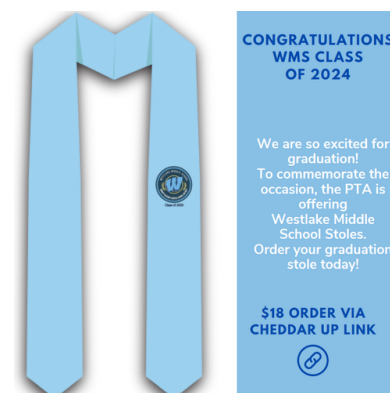 CONGRATULATIONS
WMS CLASS
OF 2024
We are so excited for
graduation!
To commemorate the
occasion, the PTA is
offering
Westlake Middle
School Stoles.
Order your graduation
stole today!
$18 ORDER VIA
CHEDDAR UP LINK
W